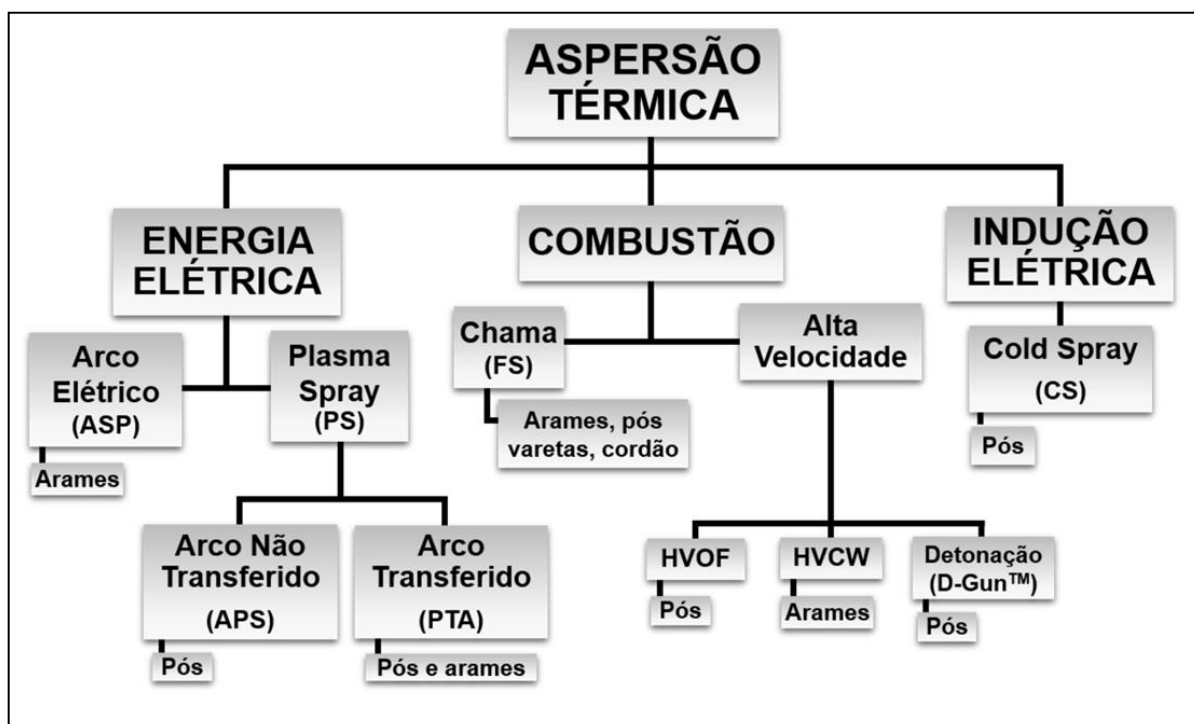 ASPERSÃO
TÉRMICA
ENERGIA
ELÉTRICA
COMBUSTÃO
INDUÇÃO
ELÉTRICA
Arco
Elétrico
(ASP)
Arames
Plasma
Spray
(PS)
Arco Não
Transferido
(APS)
Pós
Arco
Transferido
(PTA)
Pós e arames
Chama
(FS)
Arames, pós
varetas, cordão
Alta
Velocidade
HVOF
Pós
HVCW
Arames
Detonação
(D-Gun™)
Pós
Cold Spray
(CS)
Pós